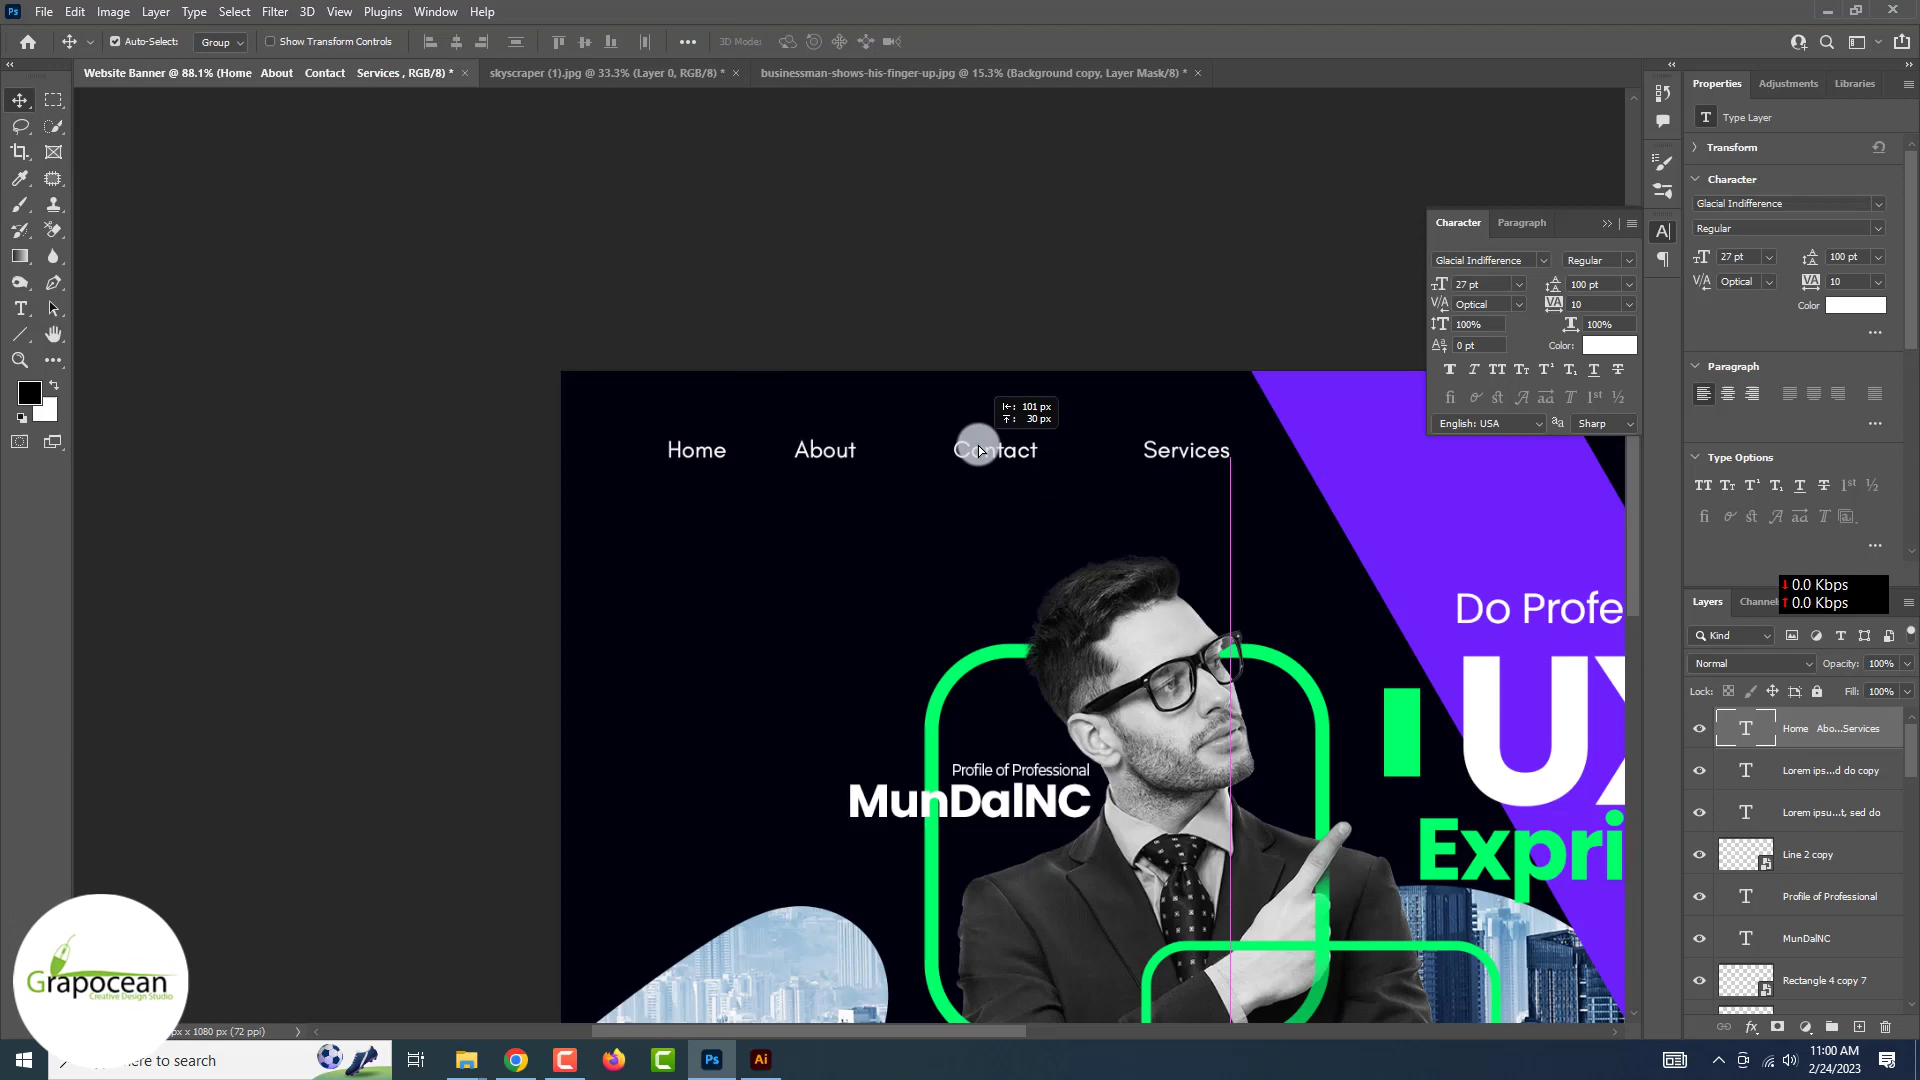 Ps File Edit Image Layer Type Select Filter 3D View Plugins Window Help
Auto-Select: Group Show Transform Controls 3D Mode:
Website Banner @ 88.1% (Home   About   Contact   Services , RGB/8) *
skyscraper (1).jpg @ 33.3% (Layer 0, RGB/8) *
businessman-shows-his-finger-up.jpg @ 15.3% (Background copy, Layer Mask/8) *
Home About Contact Services
101 px
30 px
Do Profe
UX
Expri
Profile of Professional
MunDalNC
Character Paragraph
Glacial Indifference Regular
27 pt 100 pt
Optical 10
100% 100%
0 pt Color:
English: USA Sharp
Properties Adjustments Libraries
Type Layer
Transform
Character
Glacial Indifference
Regular
27 pt 100 pt
Optical 10
Color
Paragraph
Type Options
0.0 Kbps
0.0 Kbps
Layers Channel
Kind
Normal Opacity: 100%
Lock: Fill: 100%
Home   Abo...Services
Lorem ips...d do copy
Lorem ipsu...t, sed do
Line 2 copy
Profile of Professional
MunDalNC
Rectangle 4 copy 7
Grapocean
Creative Design Studio
px x 1080 px (72 ppi)
here to search
Ps Ai
11:00 AM
2/24/2023